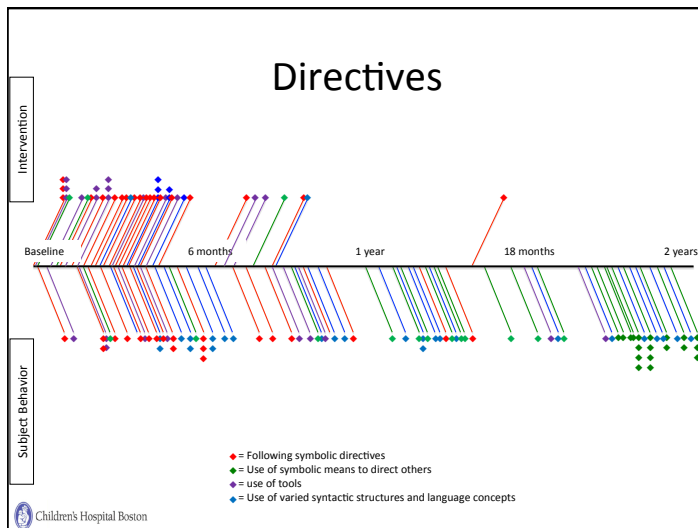 Directives
Intervention
Baseline
6 months
1 year
18 months
2 years
Subject Behavior
= Following symbolic directives
= Use of symbolic means to direct others
= use of tools
= Use of varied syntactic structures and language concepts
Children's Hospital Boston